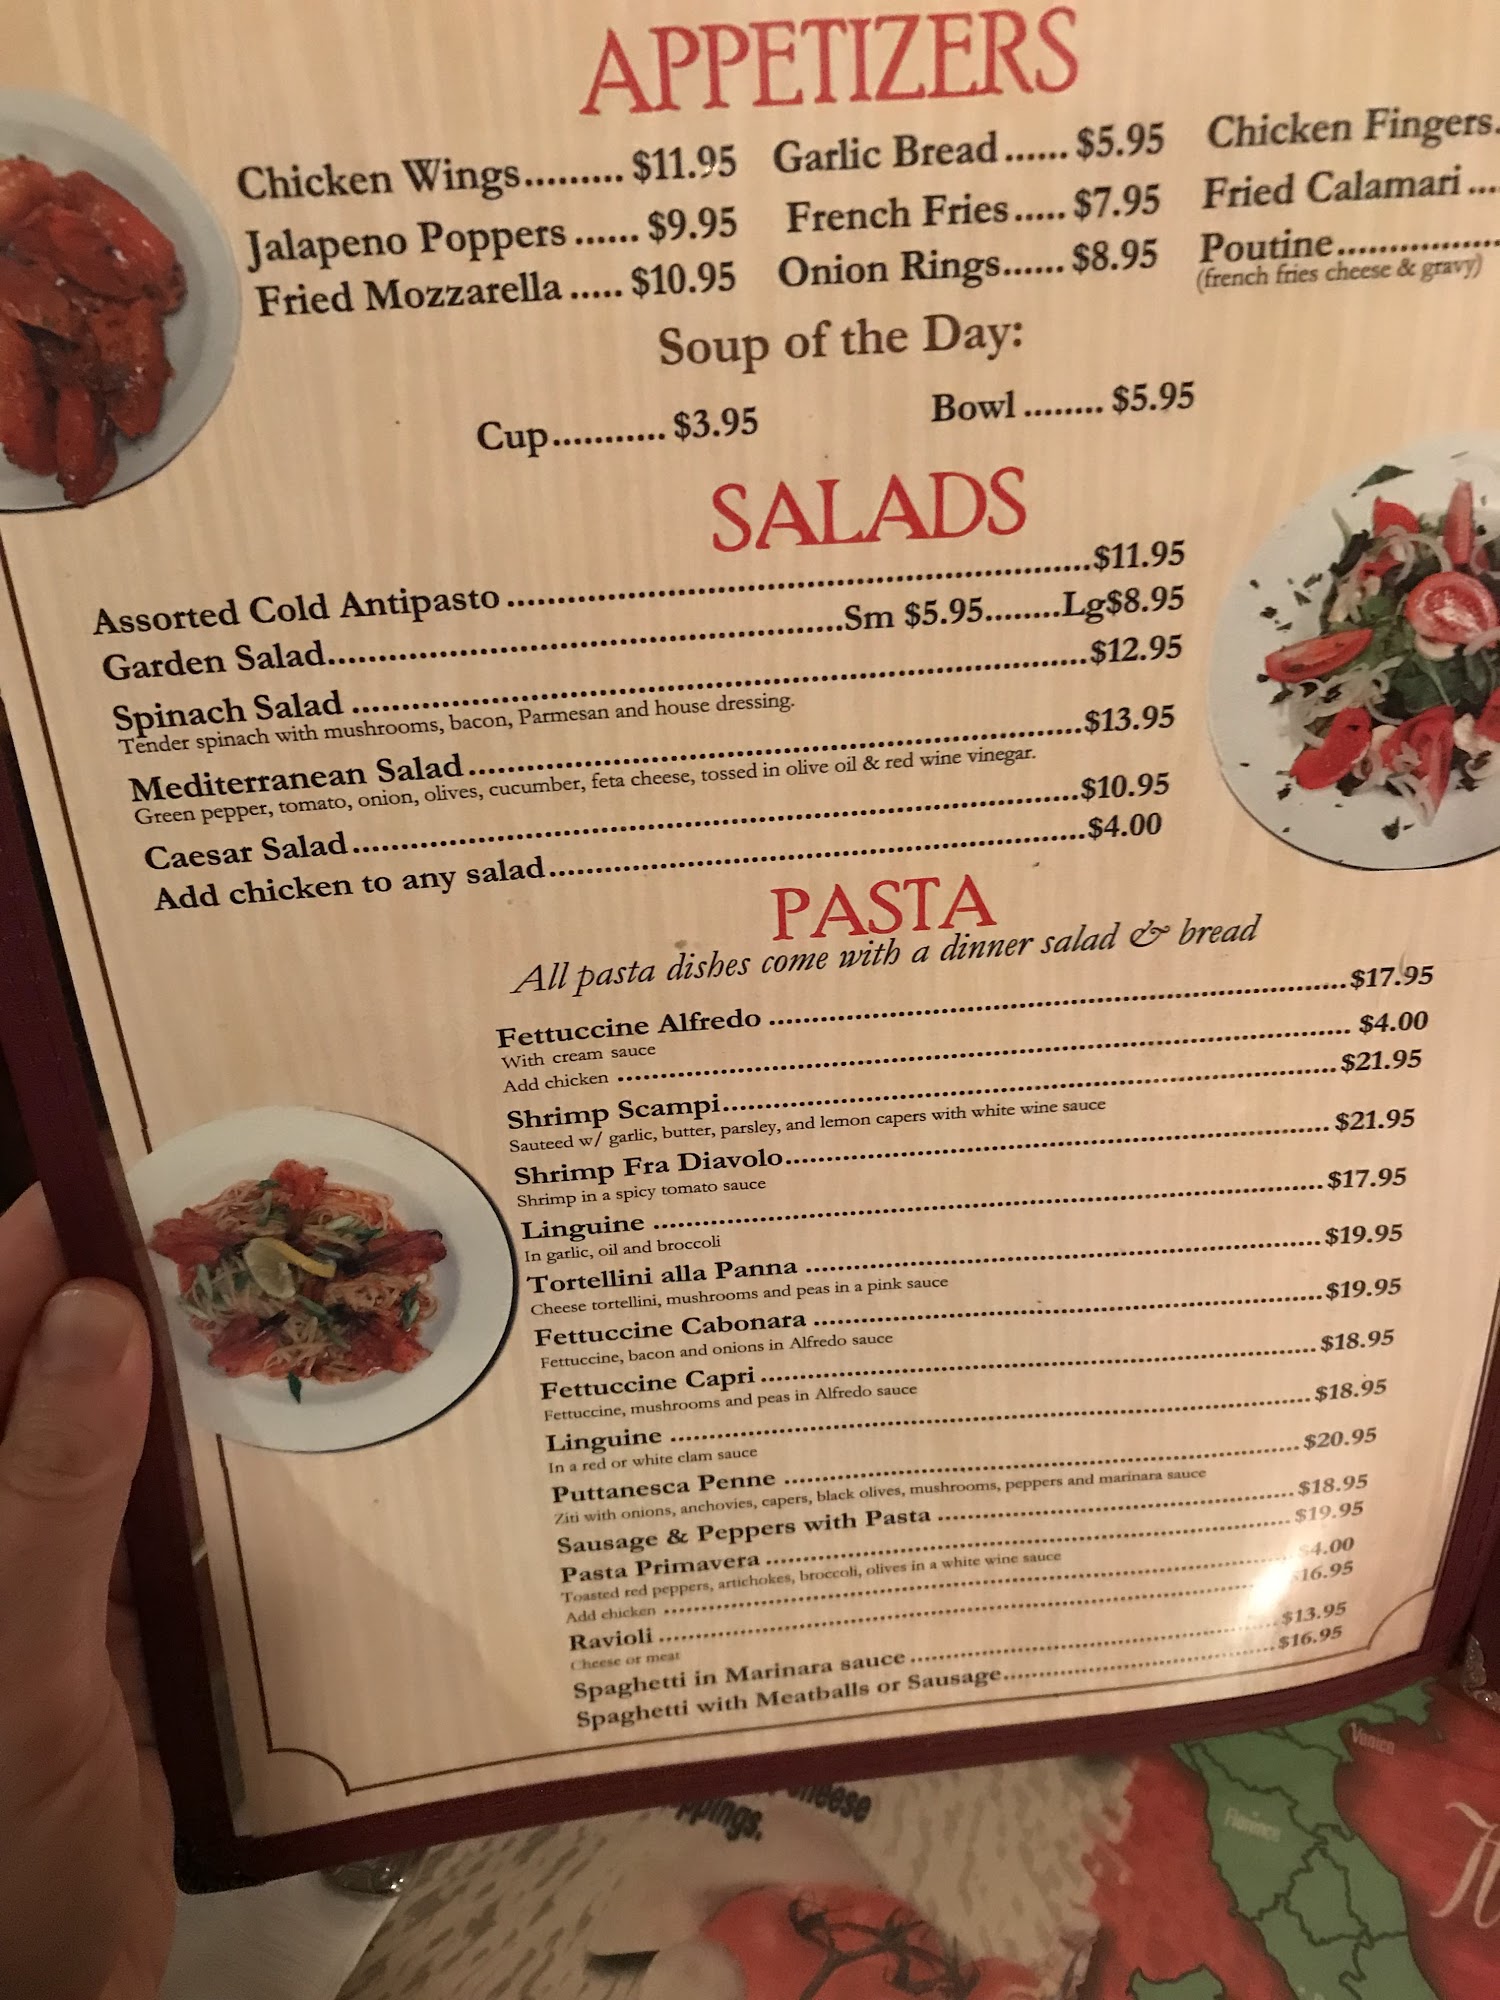 APPETIZERS
Chicken Wings......... $11.95 Garlic Bread ...... $5.95 Chicken Fingers.
Jalapeno Poppers ...... $9.95 French Fries ..... $7.95 Fried Calamari ...
Fried Mozzarella ..... $10.95 Onion Rings...... $8.95 Poutine...............
(french fries cheese & gravy)
Soup of the Day:
Cup........... $3.95 Bowl ........ $5.95
SALADS
Assorted Cold Antipasto ........................................................$11.95
Garden Salad..................................................Sm $5.95........Lg$8.95
Spinach Salad ........................................................................$12.95
Tender spinach with mushrooms, bacon, Parmesan and house dressing.
Mediterranean Salad ............................................................$13.95
Green pepper, tomato, onion, olives, cucumber, feta cheese, tossed in olive oil & red wine vinegar.
Caesar Salad........................................................................$10.95
Add chicken to any salad......................................................$4.00
PASTA
All pasta dishes come with a dinner salad & bread
Fettuccine Alfredo ............................................................$17.95
With cream sauce
Add chicken ........................................................................ $4.00
Shrimp Scampi..................................................................$21.95
Sauteed w/ garlic, butter, parsley, and lemon capers with white wine sauce
Shrimp Fra Diavolo............................................................$21.95
Shrimp in a spicy tomato sauce
Linguine ........................................................................$17.95
In garlic, oil and broccoli
Tortellini alla Panna ......................................................$19.95
Cheese tortellini, mushrooms and peas in a pink sauce
Fettuccine Cabonara ......................................................$19.95
Fettuccine, bacon and onions in Alfredo sauce
Fettuccine Capri ............................................................$18.95
Fettuccine, mushrooms and peas in Alfredo sauce
Linguine ........................................................................$18.95
In a red or white clam sauce
Puttanesca Penne ............................................................$20.95
Ziti with onions, anchovies, capers, black olives, mushrooms, peppers and marinara sauce
Sausage & Peppers with Pasta ..........................................$18.95
Pasta Primavera ............................................................$19.95
Toasted red peppers, artichokes, broccoli, olives in a white wine sauce
Add chicken ..................................................................$4.00
Ravioli ........................................................................$16.95
Cheese or meat
Spaghetti in Marinara sauce ..........................................$13.95
Spaghetti with Meatballs or Sausage..................................$16.95
Venice
Florence